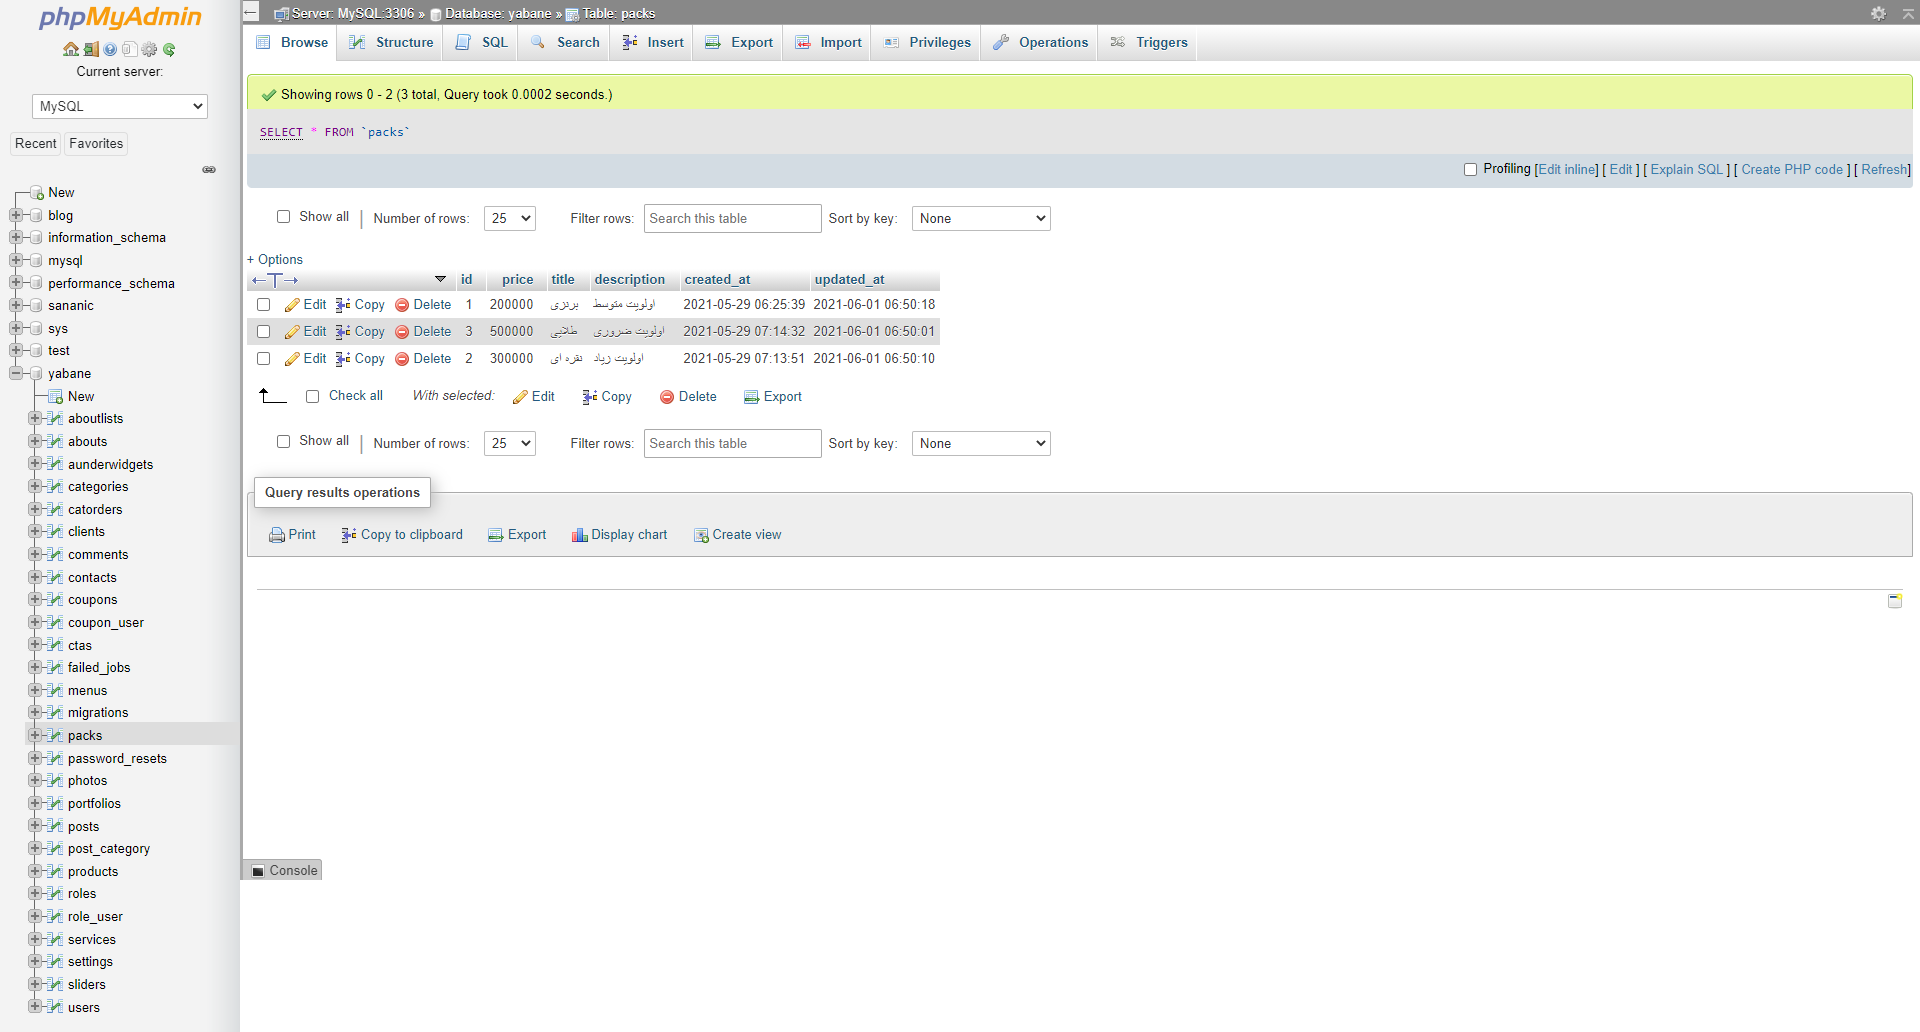 phpMyAdmin
Current server:
MySQL
Recent Favorites
New
blog
information_schema
mysql
performance_schema
sananic
sys
test
yabane
New
aboutlists
abouts
aunderwidgets
categories
catorders
clients
comments
contacts
coupons
coupon_user
ctas
failed_jobs
menus
migrations
packs
password_resets
photos
portfolios
posts
post_category
products
roles
role_user
services
settings
sliders
users
Server: MySQL:3306 » Database: yabane » Table: packs
Browse Structure SQL Search Insert Export Import Privileges Operations Triggers
Showing rows 0 - 2 (3 total, Query took 0.0002 seconds.)
SELECT * FROM `packs`
Profiling [Edit inline] [ Edit ] [ Explain SQL ] [ Create PHP code ] [ Refresh]
Show all | Number of rows: 25 Filter rows: Search this table Sort by key: None
+ Options
←T→ id price title description created_at updated_at
Edit Copy Delete 1 200000 برنزی اولویت متوسط 2021-05-29 06:25:39 2021-06-01 06:50:18
Edit Copy Delete 3 500000 طلایی اولویت ضروری 2021-05-29 07:14:32 2021-06-01 06:50:01
Edit Copy Delete 2 300000 نقره ای اولویت زیاد 2021-05-29 07:13:51 2021-06-01 06:50:10
Check all With selected: Edit Copy Delete Export
Show all | Number of rows: 25 Filter rows: Search this table Sort by key: None
Query results operations
Print Copy to clipboard Export Display chart Create view
Console